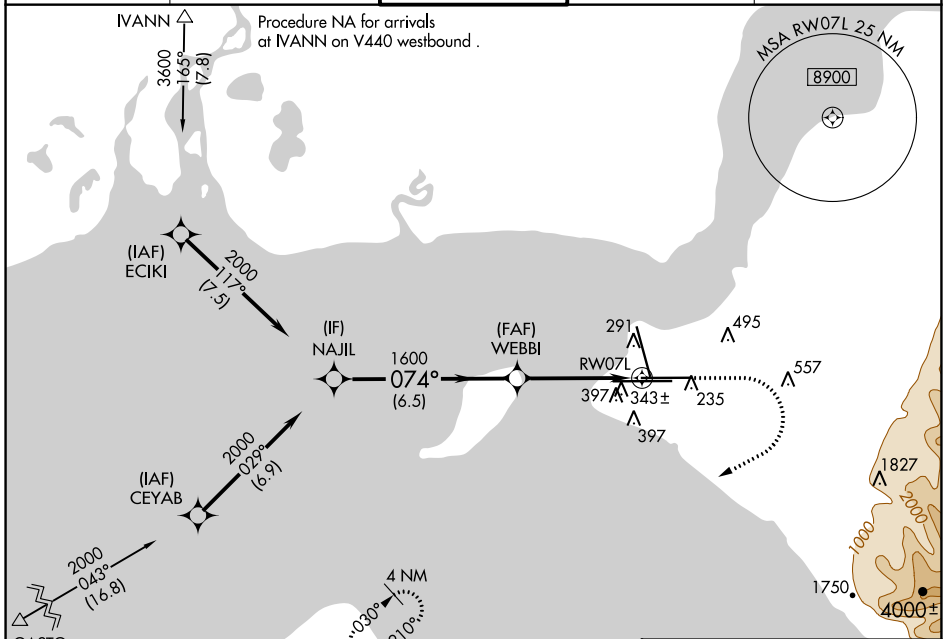 IVANN
3600
165°
(7.8)
Procedure NA for arrivals
at IVANN on V440 westbound .
MSA RW07L 25 NM
8900
(IAF)
ECIKI
2000
117°
(7.5)
(IF)
NAJIL
1600
074°
(6.5)
(FAF)
WEBBI
RW07L
291
495
557
397
343±
235
397
(IAF)
CEYAB
2000
029°
(6.9)
2000
043°
(16.8)
4 NM
030°
210°
1827
2000
1000
1750
4000±